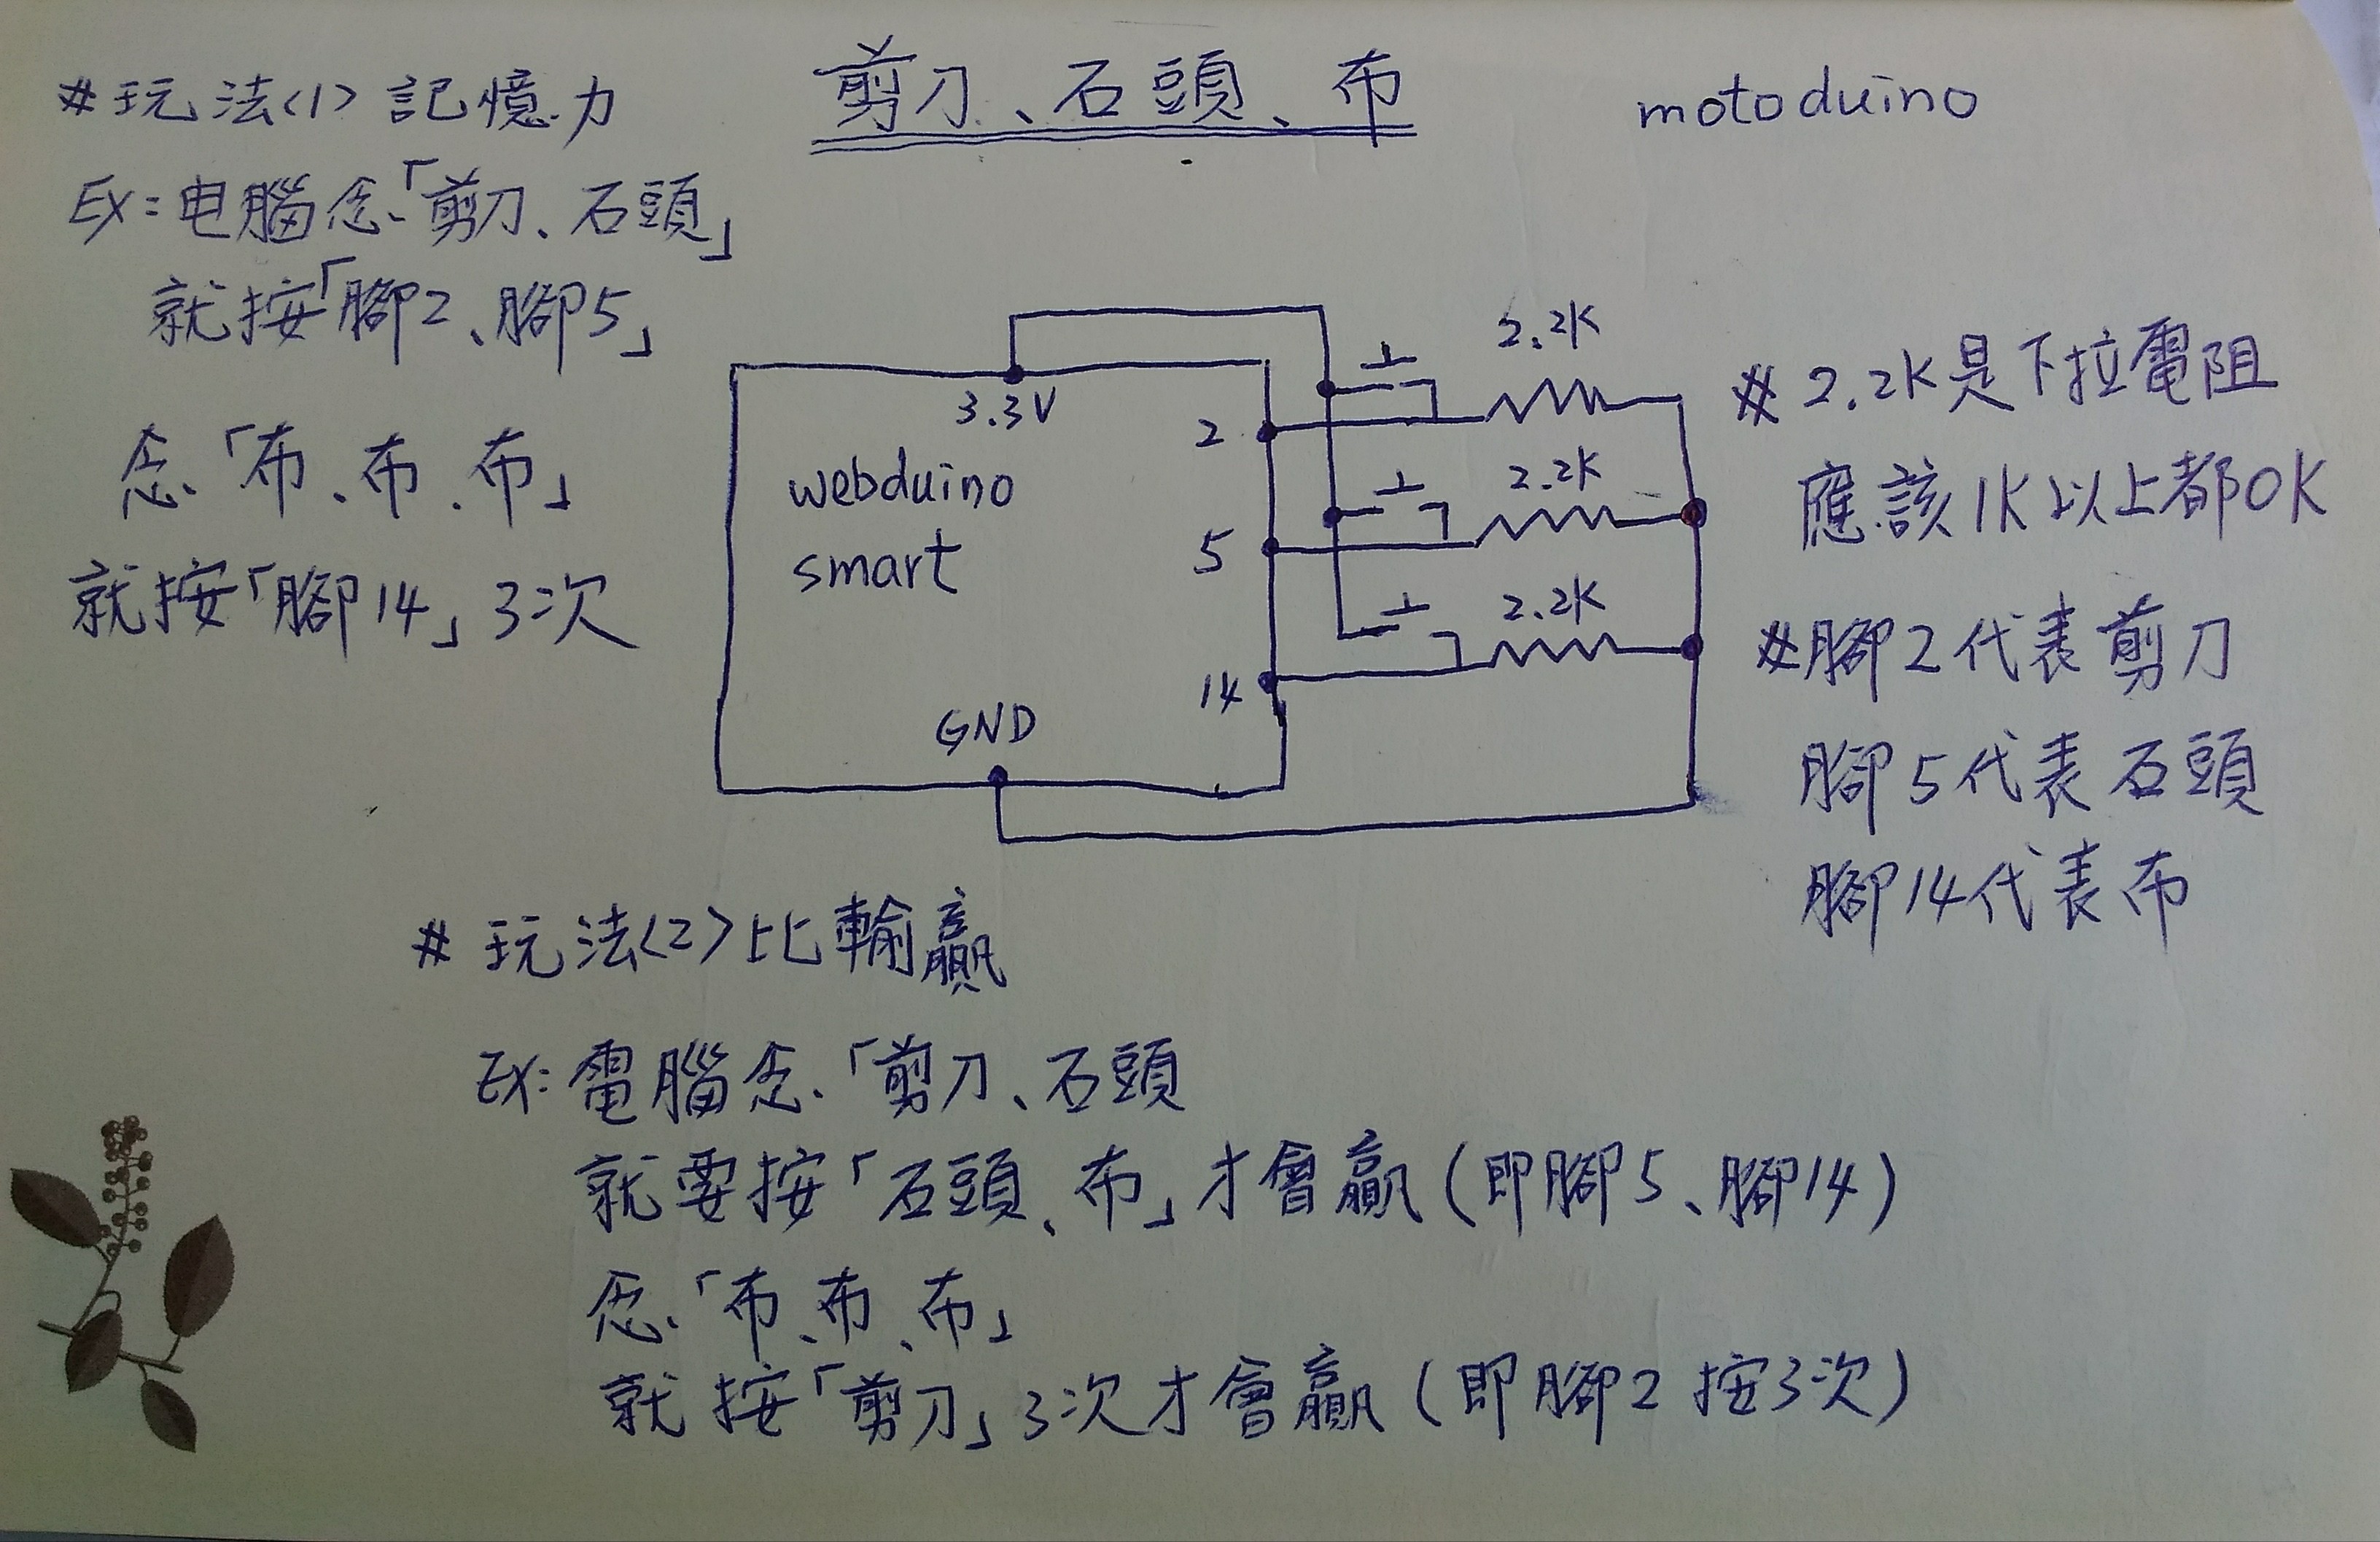 剪刀、石頭、布
motoduino
#玩法<1> 記憶力
EX:电腦念「剪刀、石頭」
就按「腳2、腳5」
念「布、布、布」
就按「腳14」3次
3.3V
webduino
smart
2
5
14
GND
2.2K
2.2K
2.2K
#2.2K是下拉電阻
應該1K以上都OK
#腳2代表剪刀
腳5代表石頭
腳14代表布
#玩法<2>比輸贏
EX:電腦念「剪刀、石頭
就要按「石頭、布」才會贏(即腳5、腳14)
念「布、布、布」
就按「剪刀」3次才會贏(即腳2按3次)